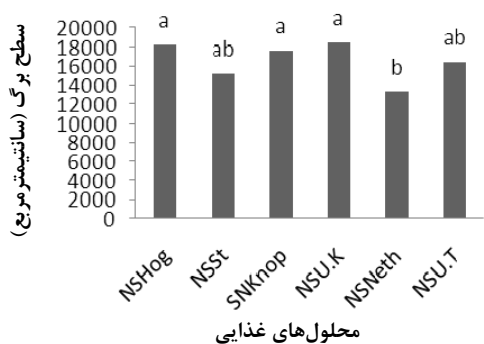 سطح برگ (سانتیمترمربع)
20000
18000
16000
14000
12000
10000
8000
6000
4000
2000
0
a
ab
a
a
b
ab
NSHog
NSSt
SNKnop
NSU.K
NSNeth
NSU.T
محلول‌های غذایی